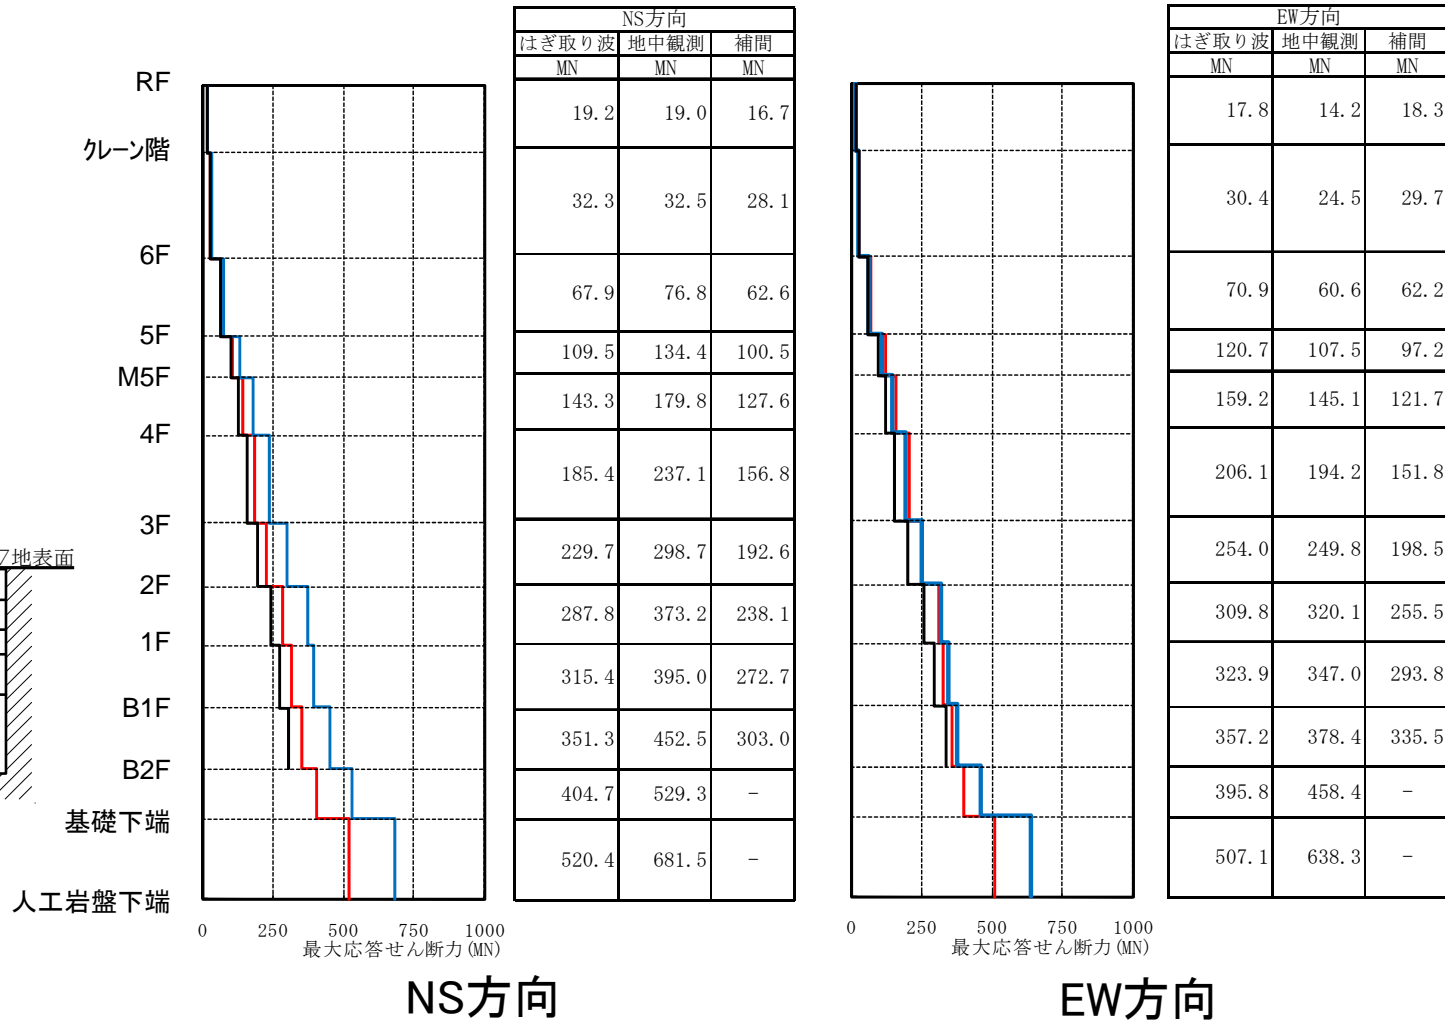 NS方向
はぎ取り波 地中観測 補間
MN MN MN
19.2 19.0 16.7
32.3 32.5 28.1
67.9 76.8 62.6
109.5 134.4 100.5
143.3 179.8 127.6
185.4 237.1 156.8
229.7 298.7 192.6
287.8 373.2 238.1
315.4 395.0 272.7
351.3 452.5 303.0
404.7 529.3 -
520.4 681.5 -
EW方向
はぎ取り波 地中観測 補間
MN MN MN
17.8 14.2 18.3
30.4 24.5 29.7
70.9 60.6 62.2
120.7 107.5 97.2
159.2 145.1 121.7
206.1 194.2 151.8
254.0 249.8 198.5
309.8 320.1 255.5
323.9 347.0 293.8
357.2 378.4 335.5
395.8 458.4 -
507.1 638.3 -
RF
クレーン階
6F
5F
M5F
4F
3F
2F
1F
B1F
B2F
基礎下端
人工岩盤下端
地表面
0 250 500 750 1000
最大応答せん断力(MN)
NS方向
0 250 500 750 1000
最大応答せん断力(MN)
EW方向